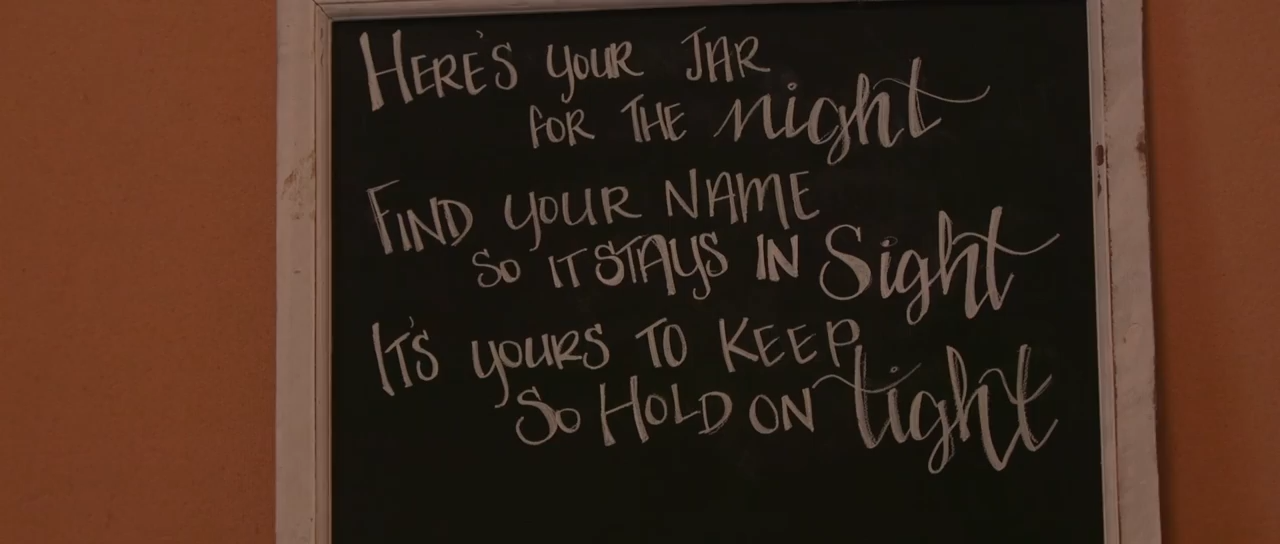 HERE'S YOUR JAR
FOR THE night
FIND YOUR NAME
SO IT STAYS IN Sight
IT'S YOURS TO KEEP
SO HOLD ON tight